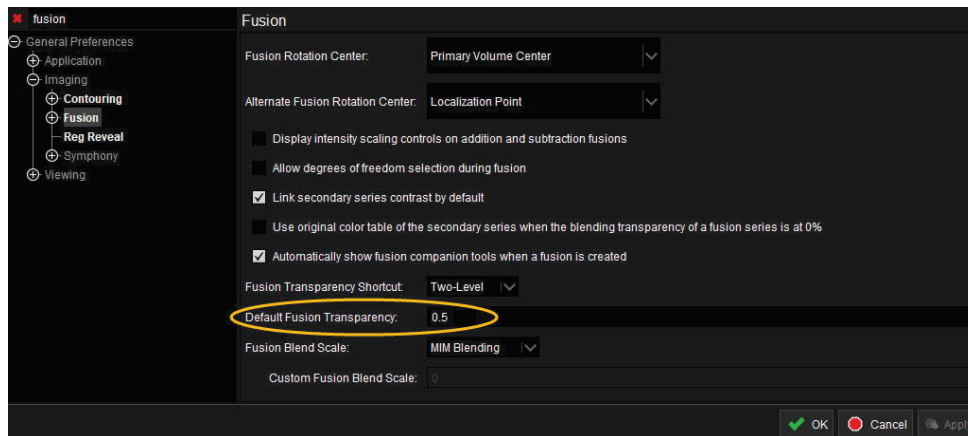 fusion
General Preferences
Application
Imaging
Contouring
Fusion
Reg Reveal
Symphony
Viewing
Fusion
Fusion Rotation Center: Primary Volume Center
Alternate Fusion Rotation Center: Localization Point
Display intensity scaling controls on addition and subtraction fusions
Allow degrees of freedom selection during fusion
Link secondary series contrast by default
Use original color table of the secondary series when the blending transparency of a fusion series is at 0%
Automatically show fusion companion tools when a fusion is created
Fusion Transparency Shortcut: Two-Level
Default Fusion Transparency: 0.5
Fusion Blend Scale: MIM Blending
Custom Fusion Blend Scale: 0
OK Cancel Apply